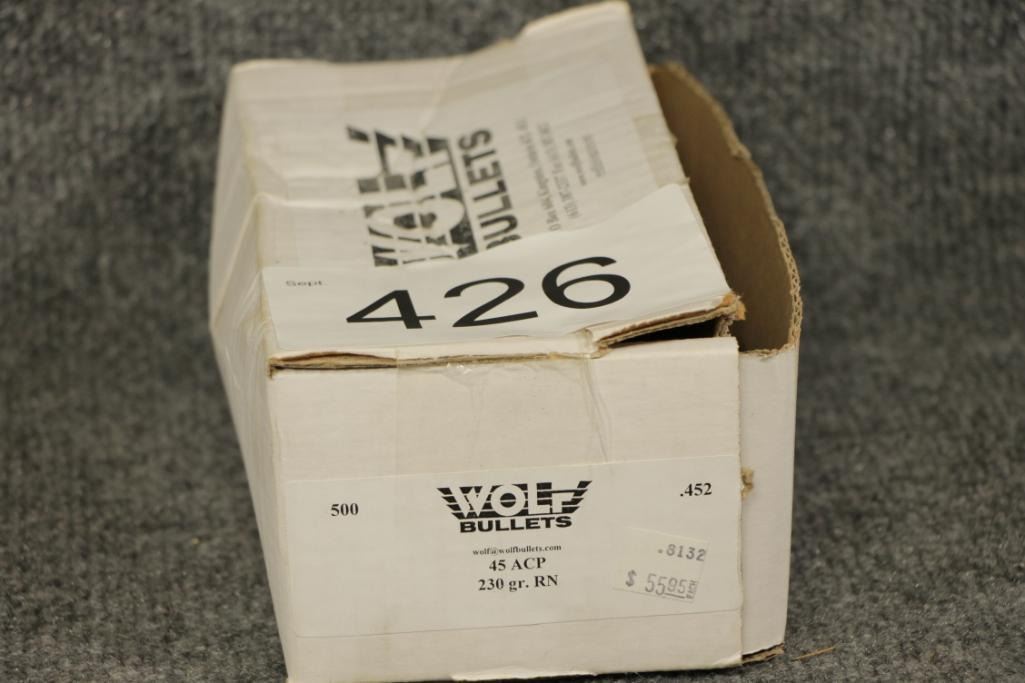 WOLF
BULLETS
Sept.
426
500
WOLF
BULLETS
.452
wolf@wolfbullets.com
45 ACP
230 gr. RN
.8132
$ 55.95 EACH